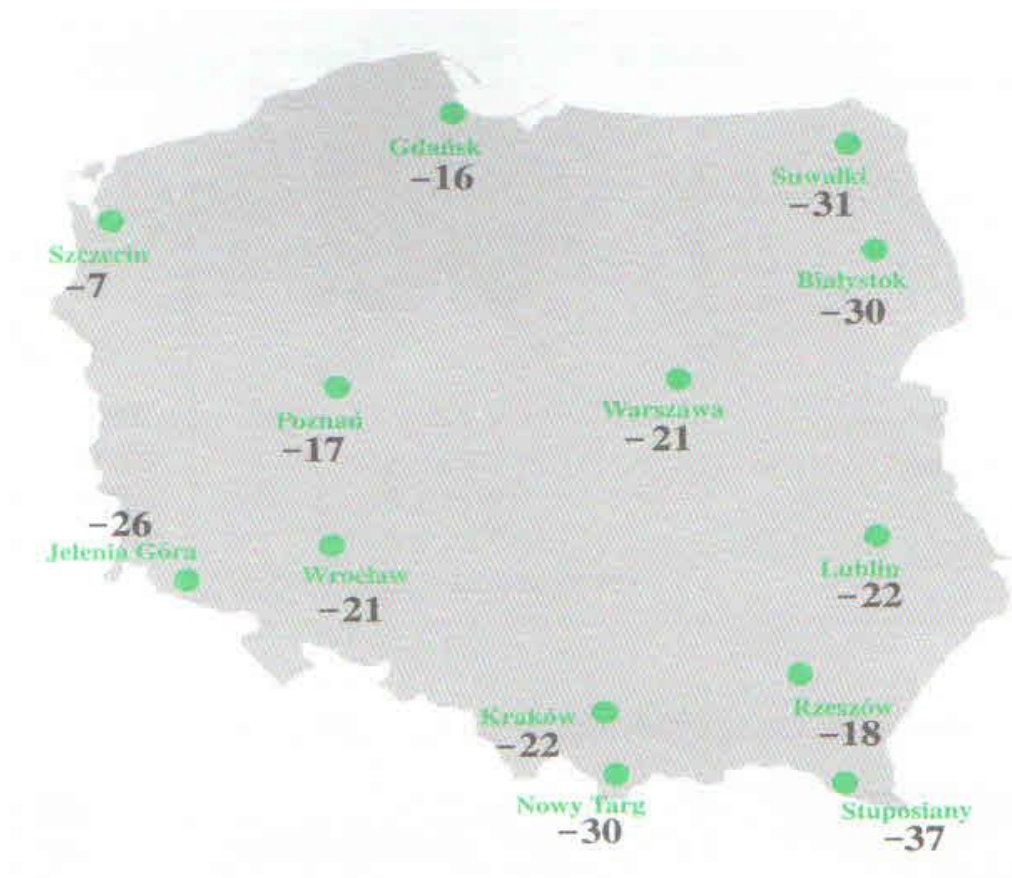 Gdańsk
−16
Suwałki
−31
Szczecin
−7
Białystok
−30
Poznań
−17
Warszawa
−21
−26
Jelenia Góra
Wrocław
−21
Lublin
−22
Rzeszów
−18
Kraków
−22
Nowy Targ
−30
Stuposiany
−37